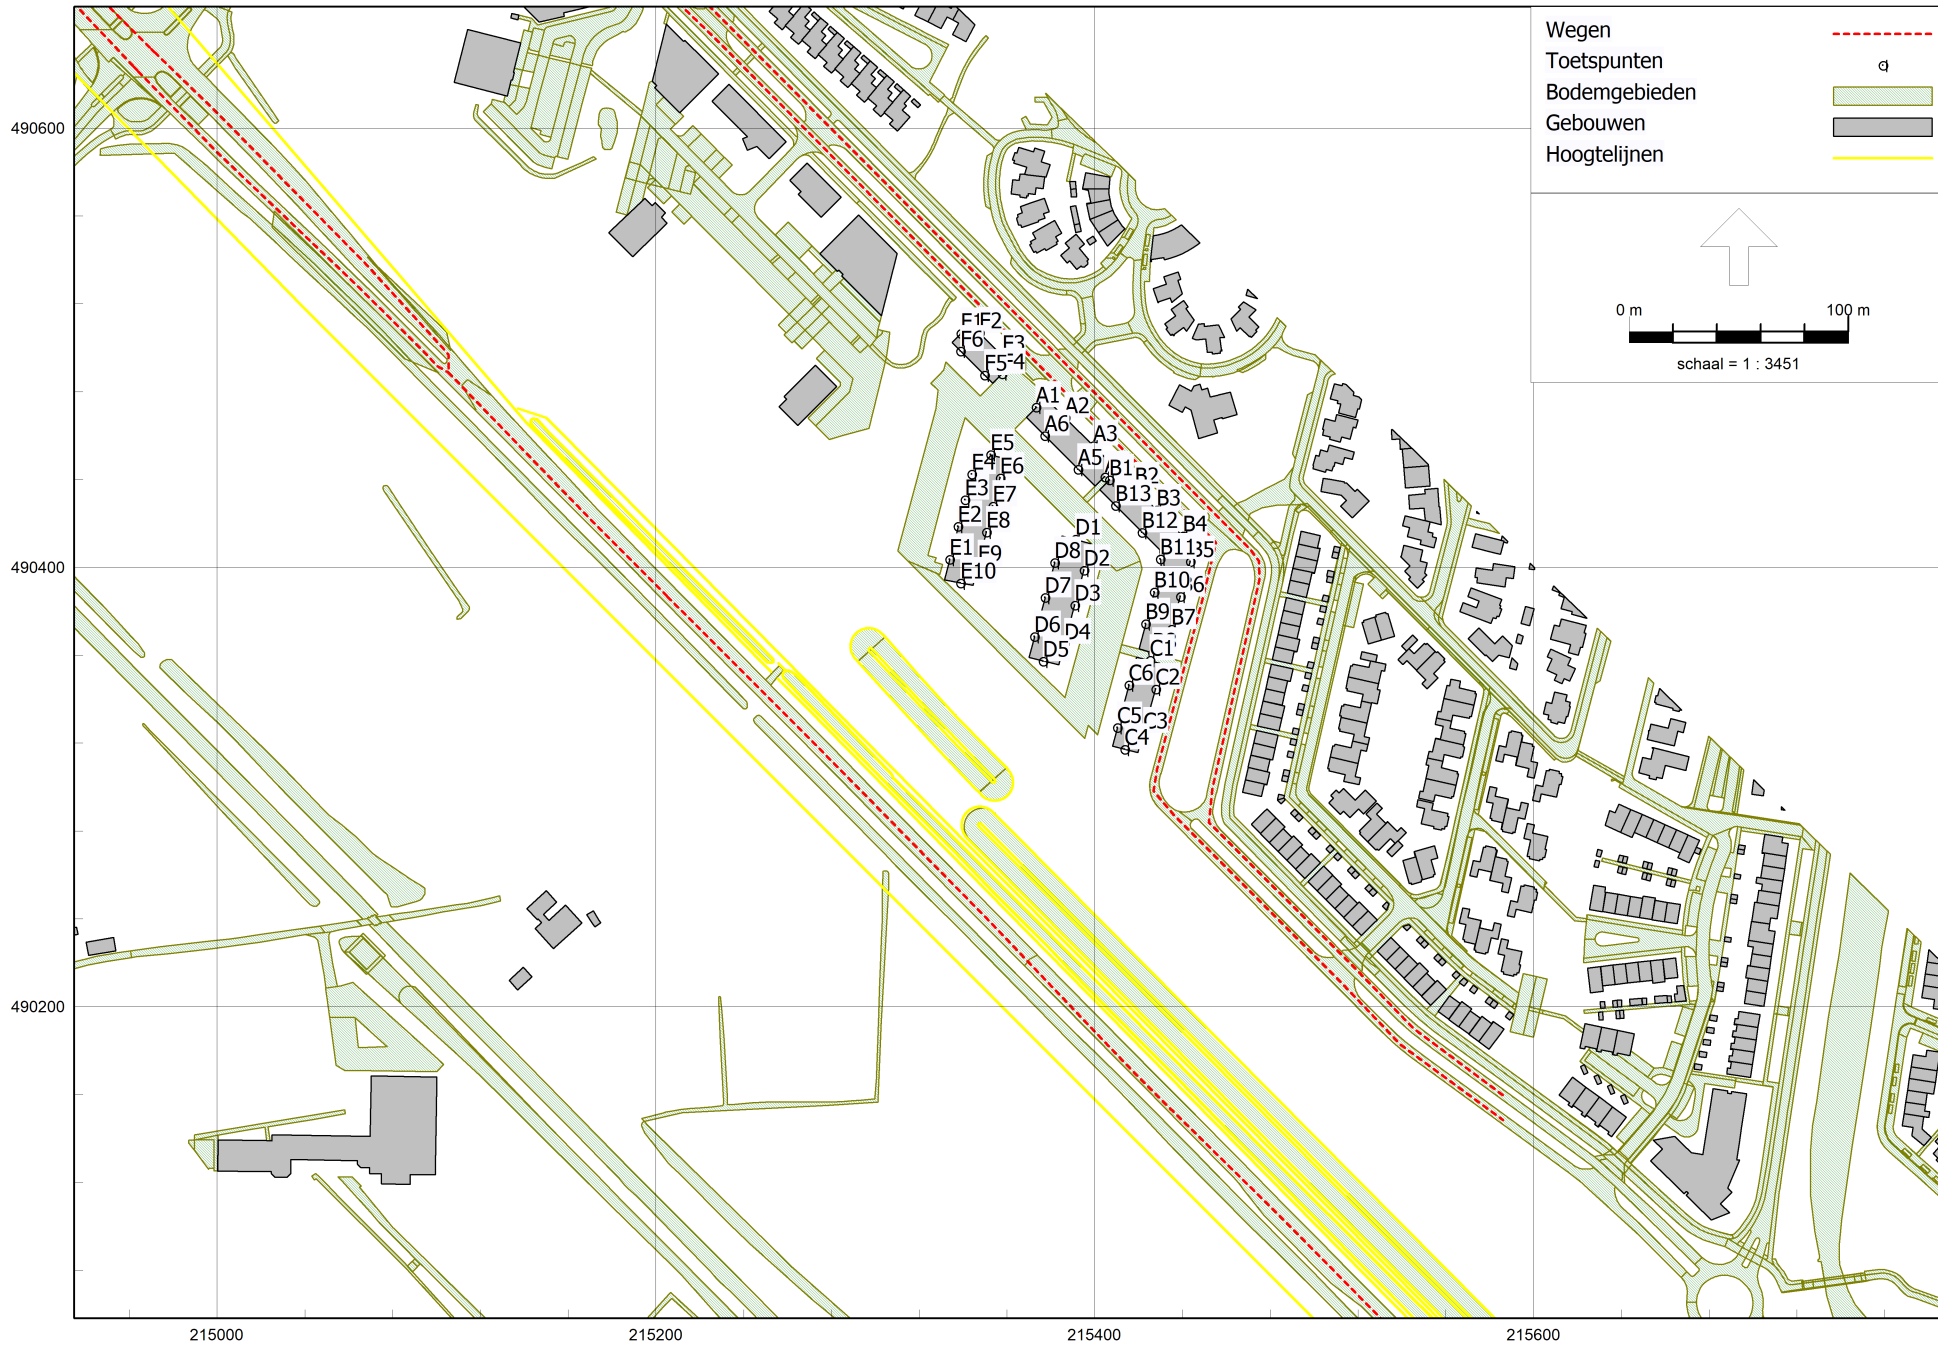 Wegen
Toetspunten
Bodemgebieden
Gebouwen
Hoogtelijnen
0 m 100 m
schaal = 1 : 3451
490600
490400
490200
215000 215200 215400 215600
F2
F6
F3
F5
A1
A2
A6
A3
A5
B1
B2
B13
B3
B12
B4
B11
B10
B9
B7
C1
C6
C2
C5
C3
C4
D1
D8
D2
D7
D3
D6
D4
D5
E5
E4
E6
E3
E7
E2
E8
E1
E9
E10